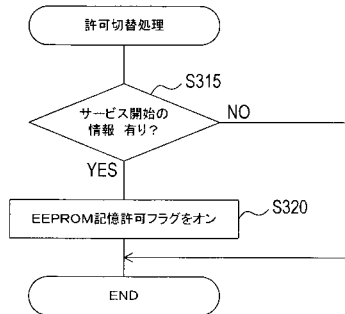 許可切替処理
S315
サービス開始の
情報 有り?
NO
YES
EEPROM記憶許可フラグをオン
S320
END